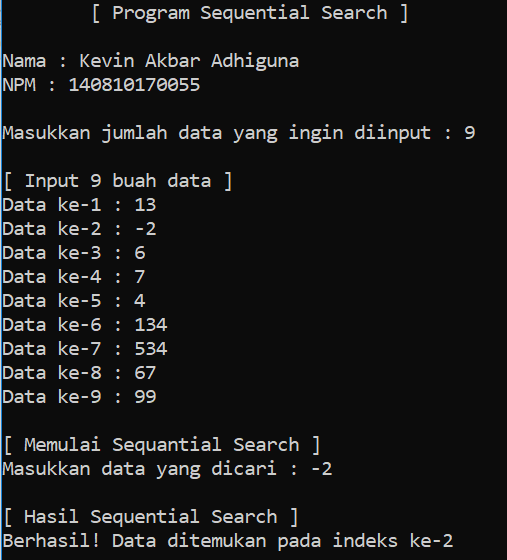 [ Program Sequential Search ]
Nama : Kevin Akbar Adhiguna
NPM : 140810170055
Masukkan jumlah data yang ingin diinput : 9
[ Input 9 buah data ]
Data ke-1 : 13
Data ke-2 : -2
Data ke-3 : 6
Data ke-4 : 7
Data ke-5 : 4
Data ke-6 : 134
Data ke-7 : 534
Data ke-8 : 67
Data ke-9 : 99
[ Memulai Sequantial Search ]
Masukkan data yang dicari : -2
[ Hasil Sequential Search ]
Berhasil! Data ditemukan pada indeks ke-2